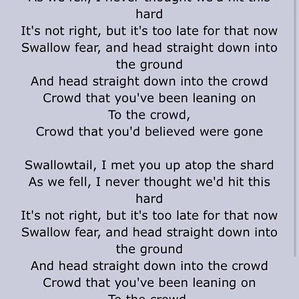 As we fell, I never thought we'd hit this
hard
It's not right, but it's too late for that now
Swallow fear, and head straight down into
the ground
And head straight down into the crowd
Crowd that you've been leaning on
To the crowd,
Crowd that you'd believed were gone

Swallowtail, I met you up atop the shard
As we fell, I never thought we'd hit this
hard
It's not right, but it's too late for that now
Swallow fear, and head straight down into
the ground
And head straight down into the crowd
Crowd that you've been leaning on
To the crowd